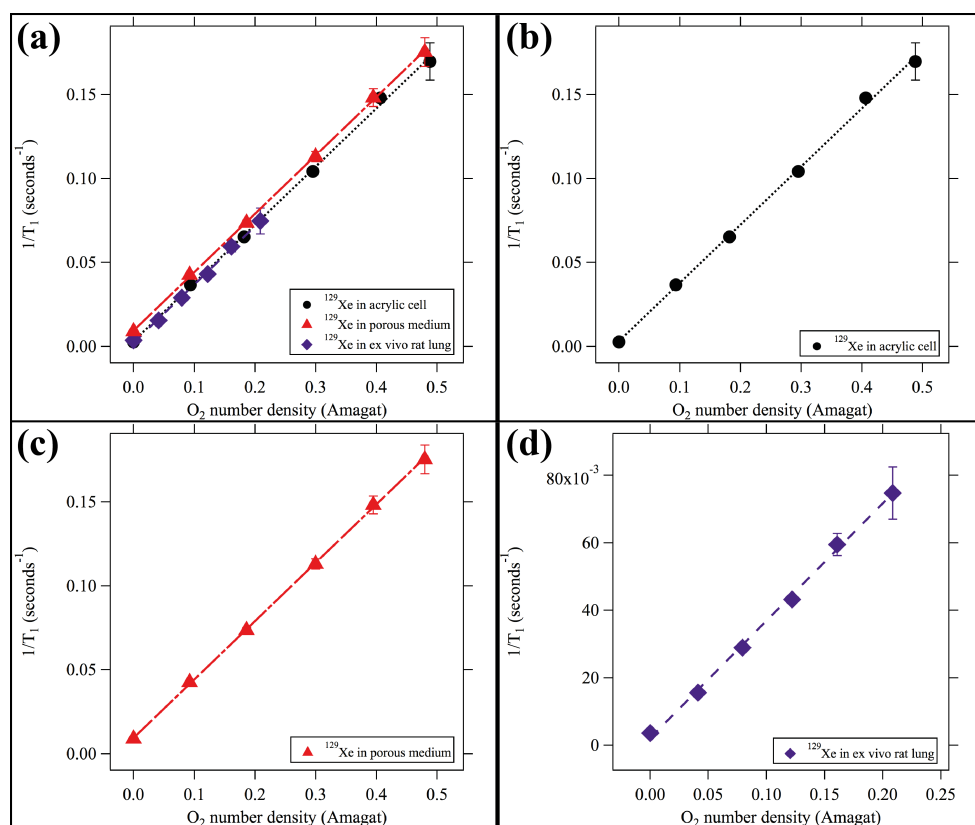 (a)
1/T₁ (seconds⁻¹)
0.15
0.10
0.05
0.00
¹²⁹Xe in acrylic cell
¹²⁹Xe in porous medium
¹²⁹Xe in ex vivo rat lung
0.0 0.1 0.2 0.3 0.4 0.5
O₂ number density (Amagat)
(b)
1/T₁ (seconds⁻¹)
0.15
0.10
0.05
0.00
¹²⁹Xe in acrylic cell
0.0 0.1 0.2 0.3 0.4 0.5
O₂ number density (Amagat)
(c)
1/T₁ (seconds⁻¹)
0.15
0.10
0.05
0.00
¹²⁹Xe in porous medium
0.0 0.1 0.2 0.3 0.4 0.5
O₂ number density (Amagat)
(d)
1/T₁ (seconds⁻¹)
80x10⁻³
60
40
20
0
¹²⁹Xe in ex vivo rat lung
0.00 0.05 0.10 0.15 0.20 0.25
O₂ number density (Amagat)